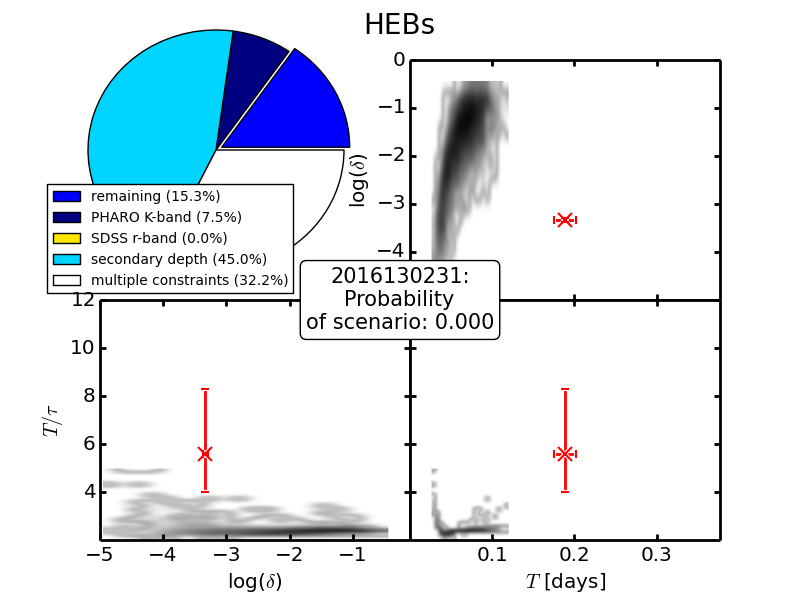 HEBs
remaining (15.3%)
PHARO K-band (7.5%)
SDSS r-band (0.0%)
secondary depth (45.0%)
multiple constraints (32.2%)
0
−1
−2
−3
−4
log(δ)
2016130231:
Probability
of scenario: 0.000
12
10
8
6
4
T/τ
−5 −4 −3 −2 −1
log(δ)
0.1 0.2 0.3
T [days]